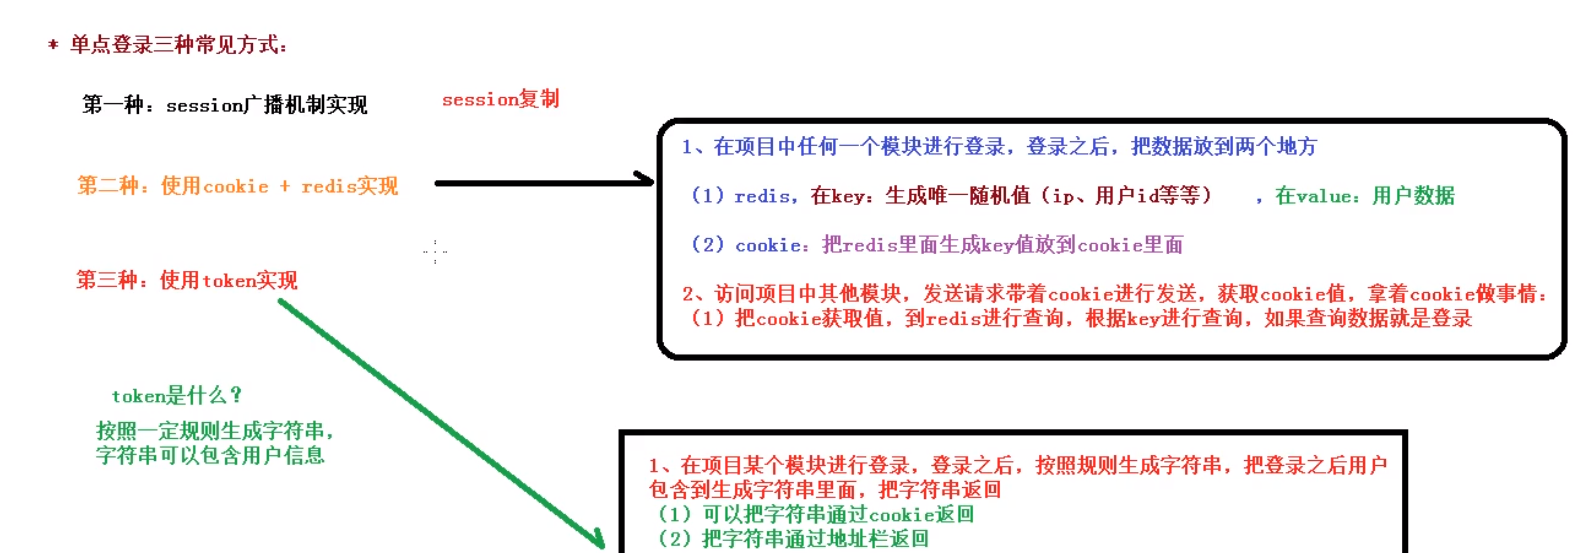 * 单点登录三种常见方式：
第一种：session广播机制实现
session复制
第二种：使用cookie + redis实现
1、在项目中任何一个模块进行登录，登录之后，把数据放到两个地方
（1）redis，在key：生成唯一随机值（ip、用户id等等） ，在value：用户数据
（2）cookie：把redis里面生成key值放到cookie里面
2、访问项目中其他模块，发送请求带着cookie进行发送，获取cookie值，拿着cookie做事情：
（1）把cookie获取值，到redis进行查询，根据key进行查询，如果查询数据就是登录
第三种：使用token实现
token是什么？
按照一定规则生成字符串，
字符串可以包含用户信息
1、在项目某个模块进行登录，登录之后，按照规则生成字符串，把登录之后用户
包含到生成字符串里面，把字符串返回
（1）可以把字符串通过cookie返回
（2）把字符串通过地址栏返回